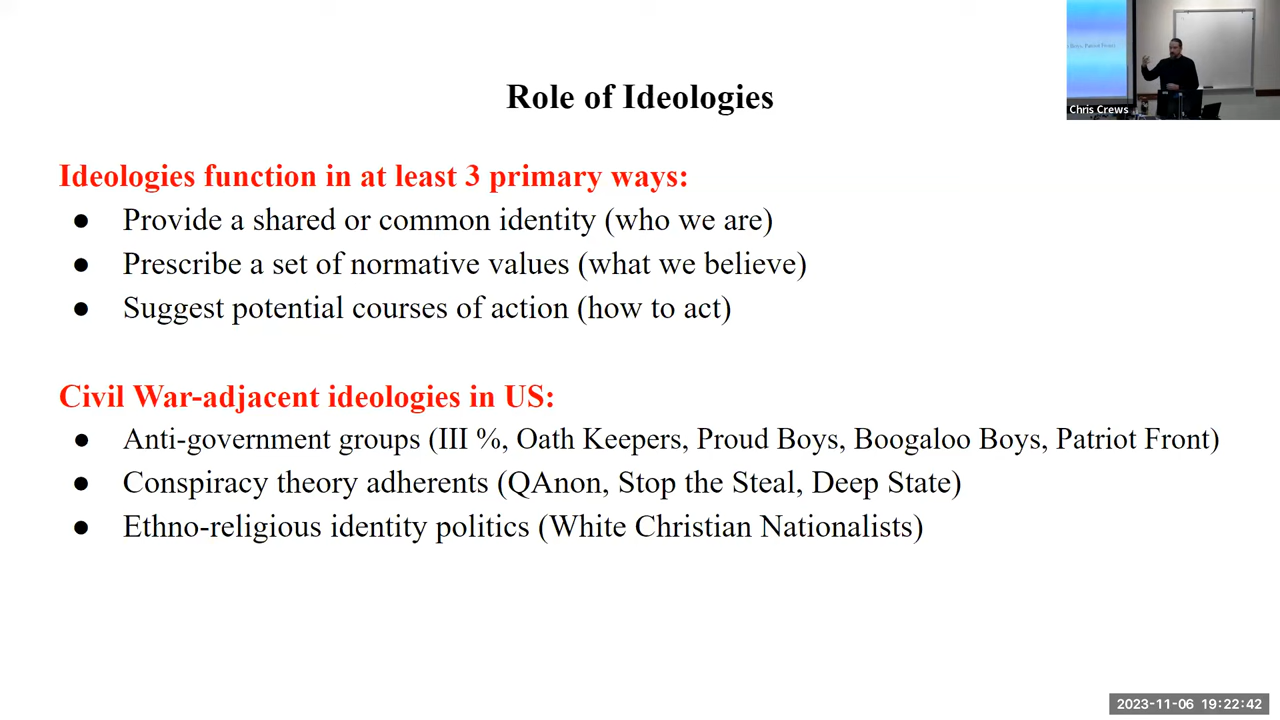 Role of Ideologies
Chris Crews
Ideologies function in at least 3 primary ways:
● Provide a shared or common identity (who we are)
● Prescribe a set of normative values (what we believe)
● Suggest potential courses of action (how to act)
Civil War-adjacent ideologies in US:
● Anti-government groups (III %, Oath Keepers, Proud Boys, Boogaloo Boys, Patriot Front)
● Conspiracy theory adherents (QAnon, Stop the Steal, Deep State)
● Ethno-religious identity politics (White Christian Nationalists)
2023-11-06 19:22:42